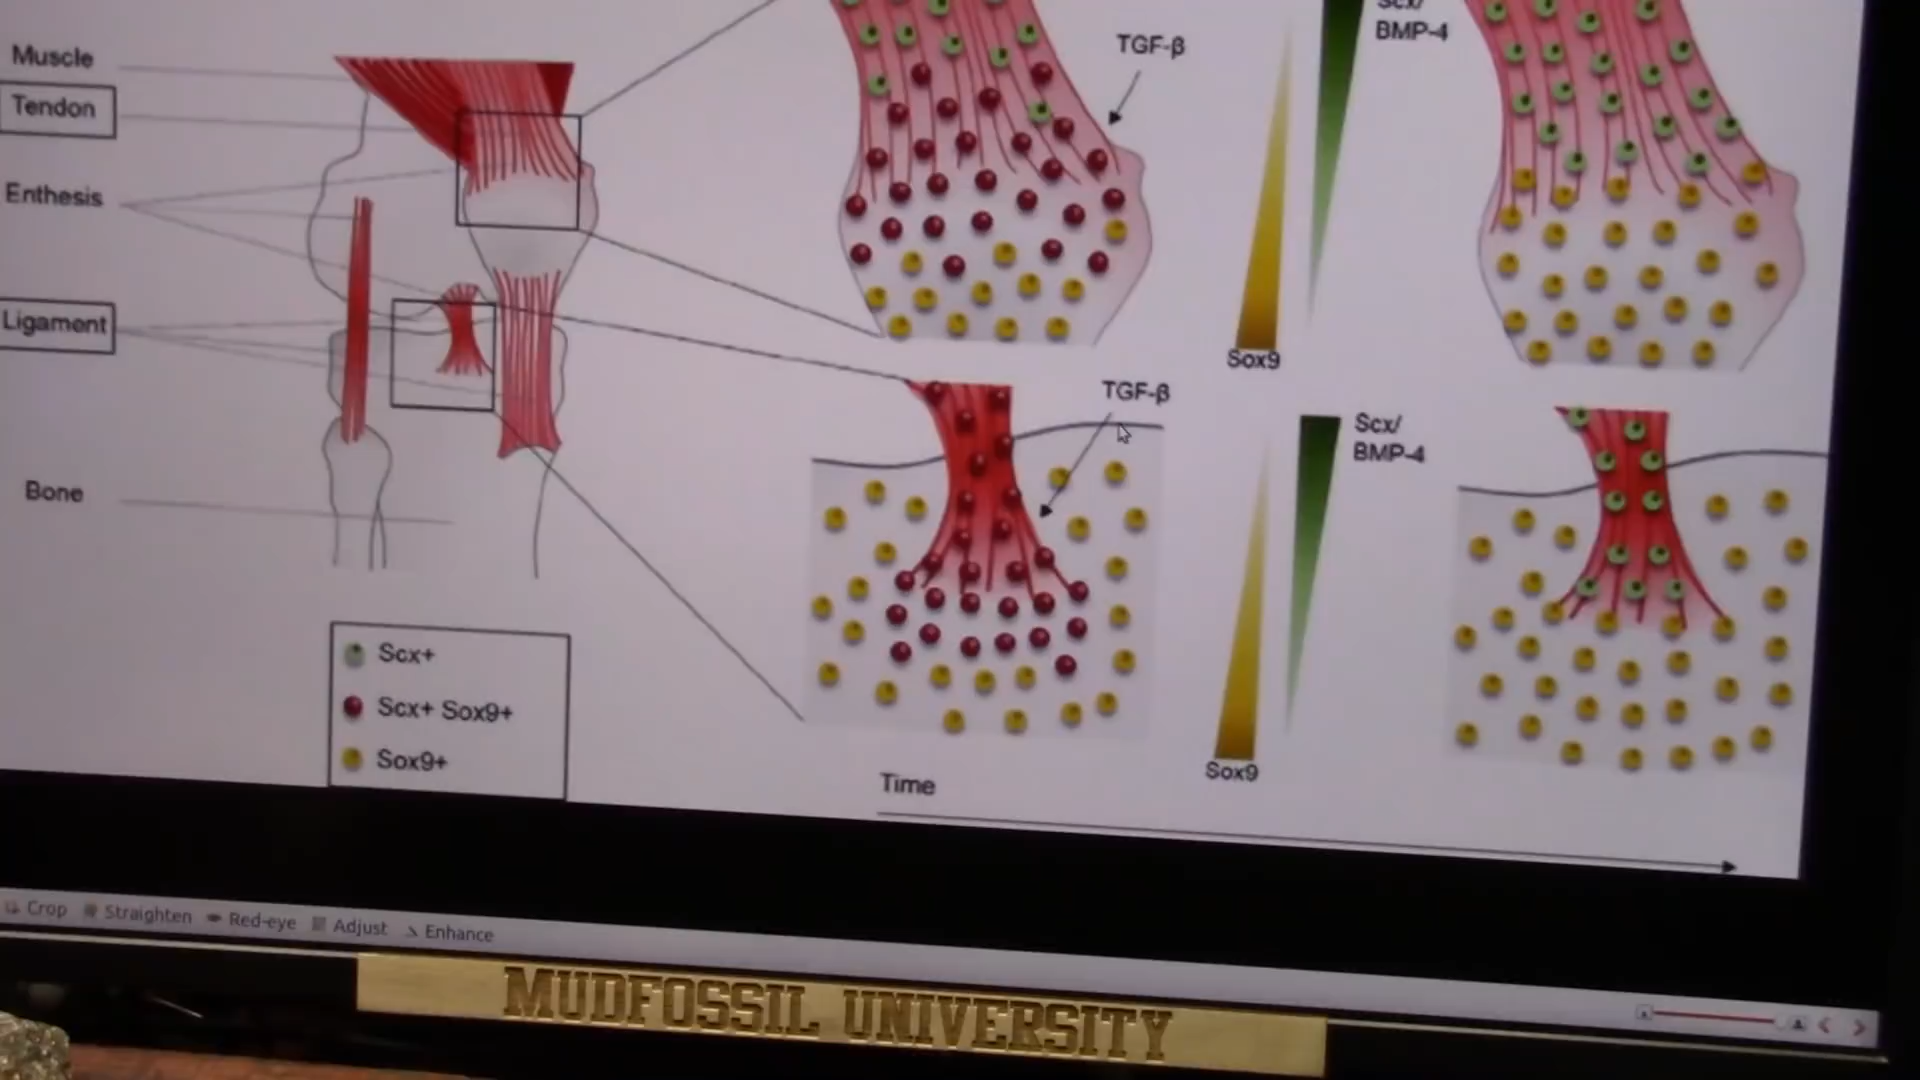 Muscle
Tendon
Enthesis
Ligament
Bone
Scx+
Scx+ Sox9+
Sox9+
TGF-β
Scx/
BMP-4
Sox9
TGF-β
Scx/
BMP-4
Sox9
Time
Crop Straighten Red-eye Adjust Enhance
MUDFOSSIL UNIVERSITY